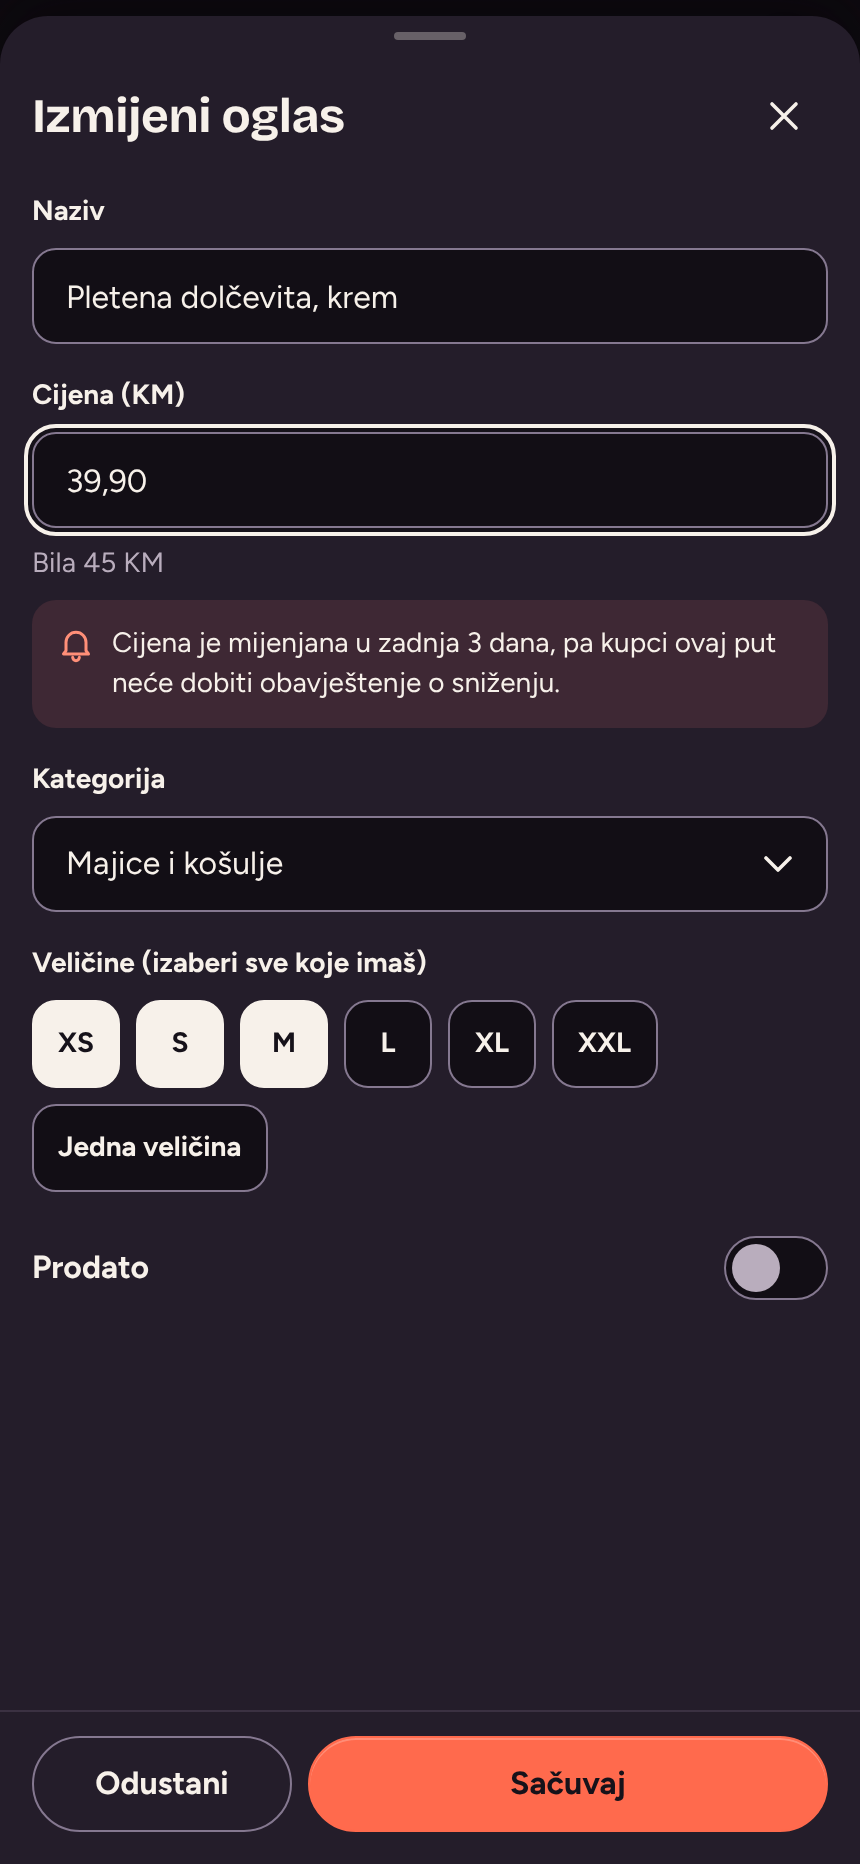 Izmijeni oglas
Naziv
Pletena dolčevita, krem
Cijena (KM)
39,90
Bila 45 KM
Cijena je mijenjana u zadnja 3 dana, pa kupci ovaj put
neće dobiti obavještenje o sniženju.
Kategorija
Majice i košulje
Veličine (izaberi sve koje imaš)
XS S M L XL XXL
Jedna veličina
Prodato
Odustani Sačuvaj